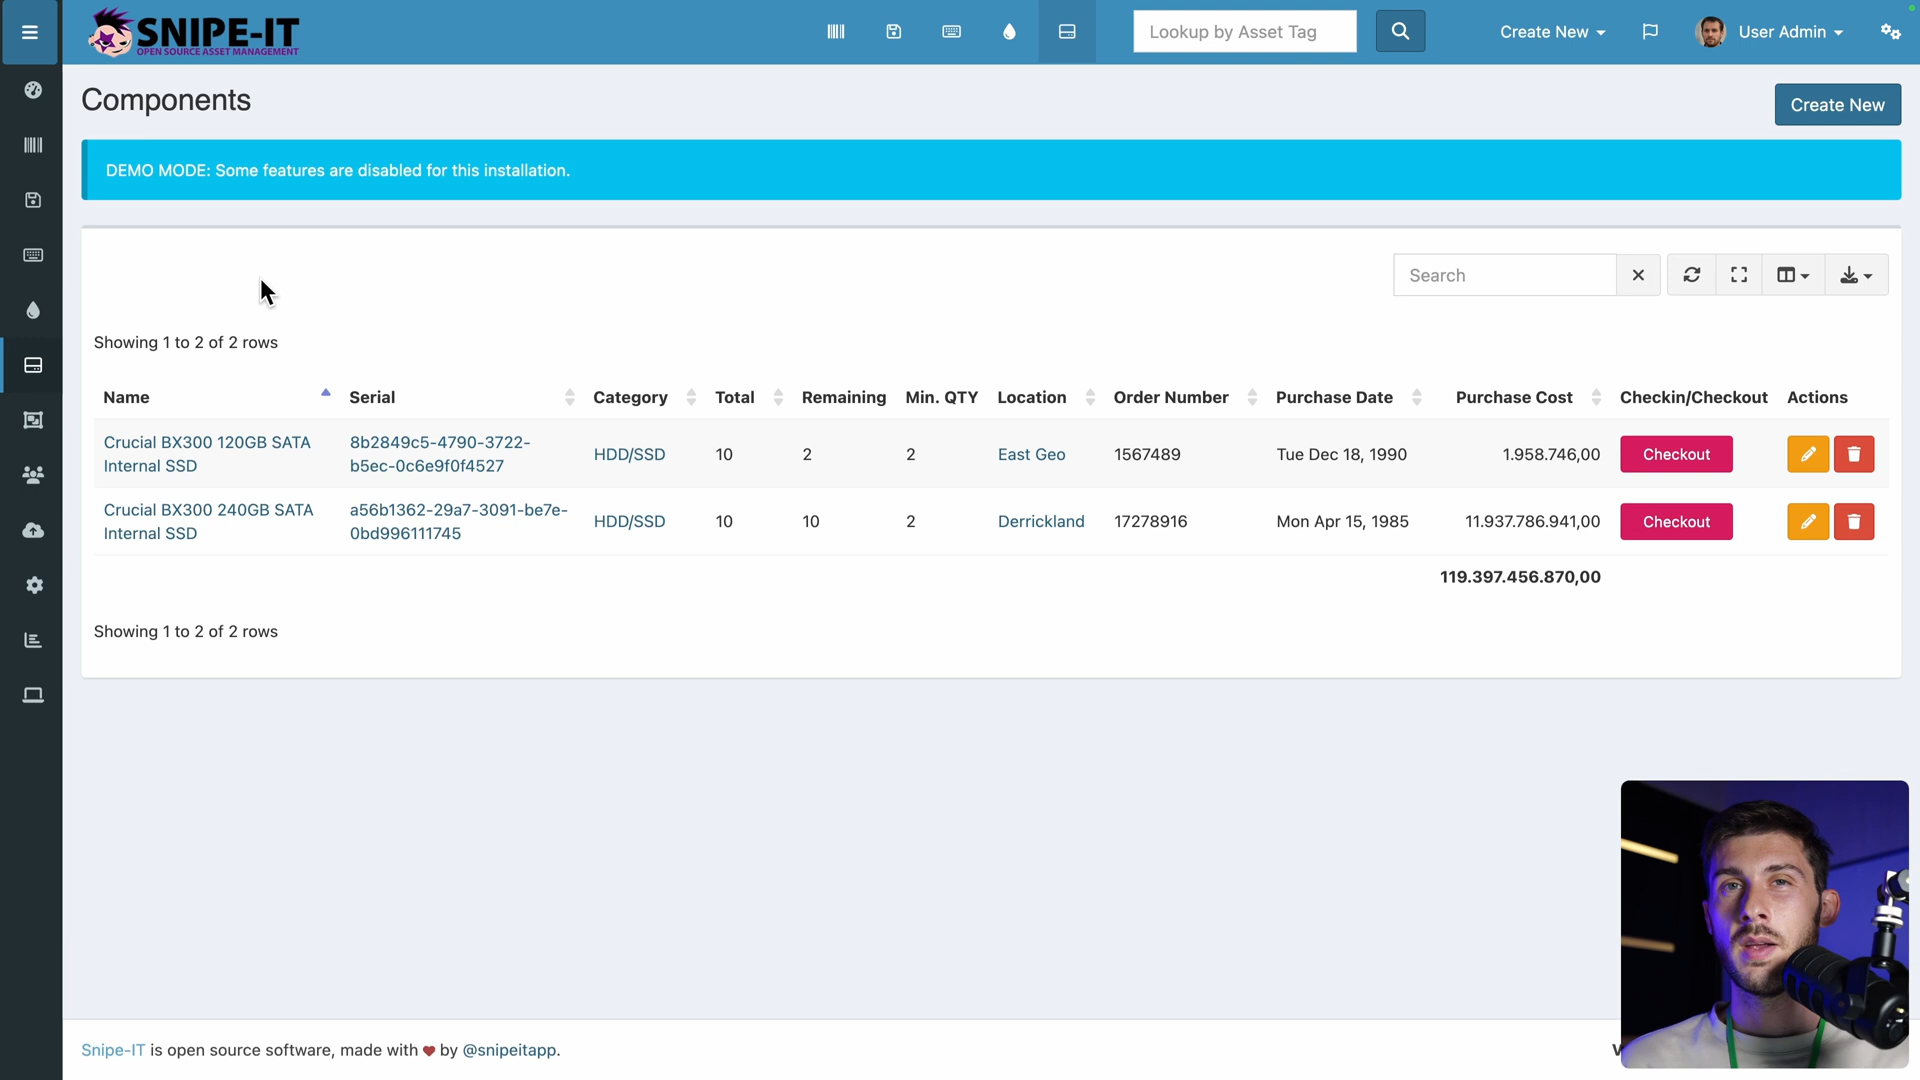 SNIPE-IT
OPEN SOURCE ASSET MANAGEMENT
Lookup by Asset Tag
Create New
User Admin
Components
Create New
DEMO MODE: Some features are disabled for this installation.
Search
Showing 1 to 2 of 2 rows
Name Serial Category Total Remaining Min. QTY Location Order Number Purchase Date Purchase Cost Checkin/Checkout Actions
Crucial BX300 120GB SATA
Internal SSD
8b2849c5-4790-3722-
b5ec-0c6e9f0f4527
HDD/SSD 10 2 2 East Geo 1567489 Tue Dec 18, 1990 1.958.746,00 Checkout
Crucial BX300 240GB SATA
Internal SSD
a56b1362-29a7-3091-be7e-
0bd996111745
HDD/SSD 10 10 2 Derrickland 17278916 Mon Apr 15, 1985 11.937.786.941,00 Checkout
119.397.456.870,00
Showing 1 to 2 of 2 rows
Snipe-IT is open source software, made with ♥ by @snipeitapp.